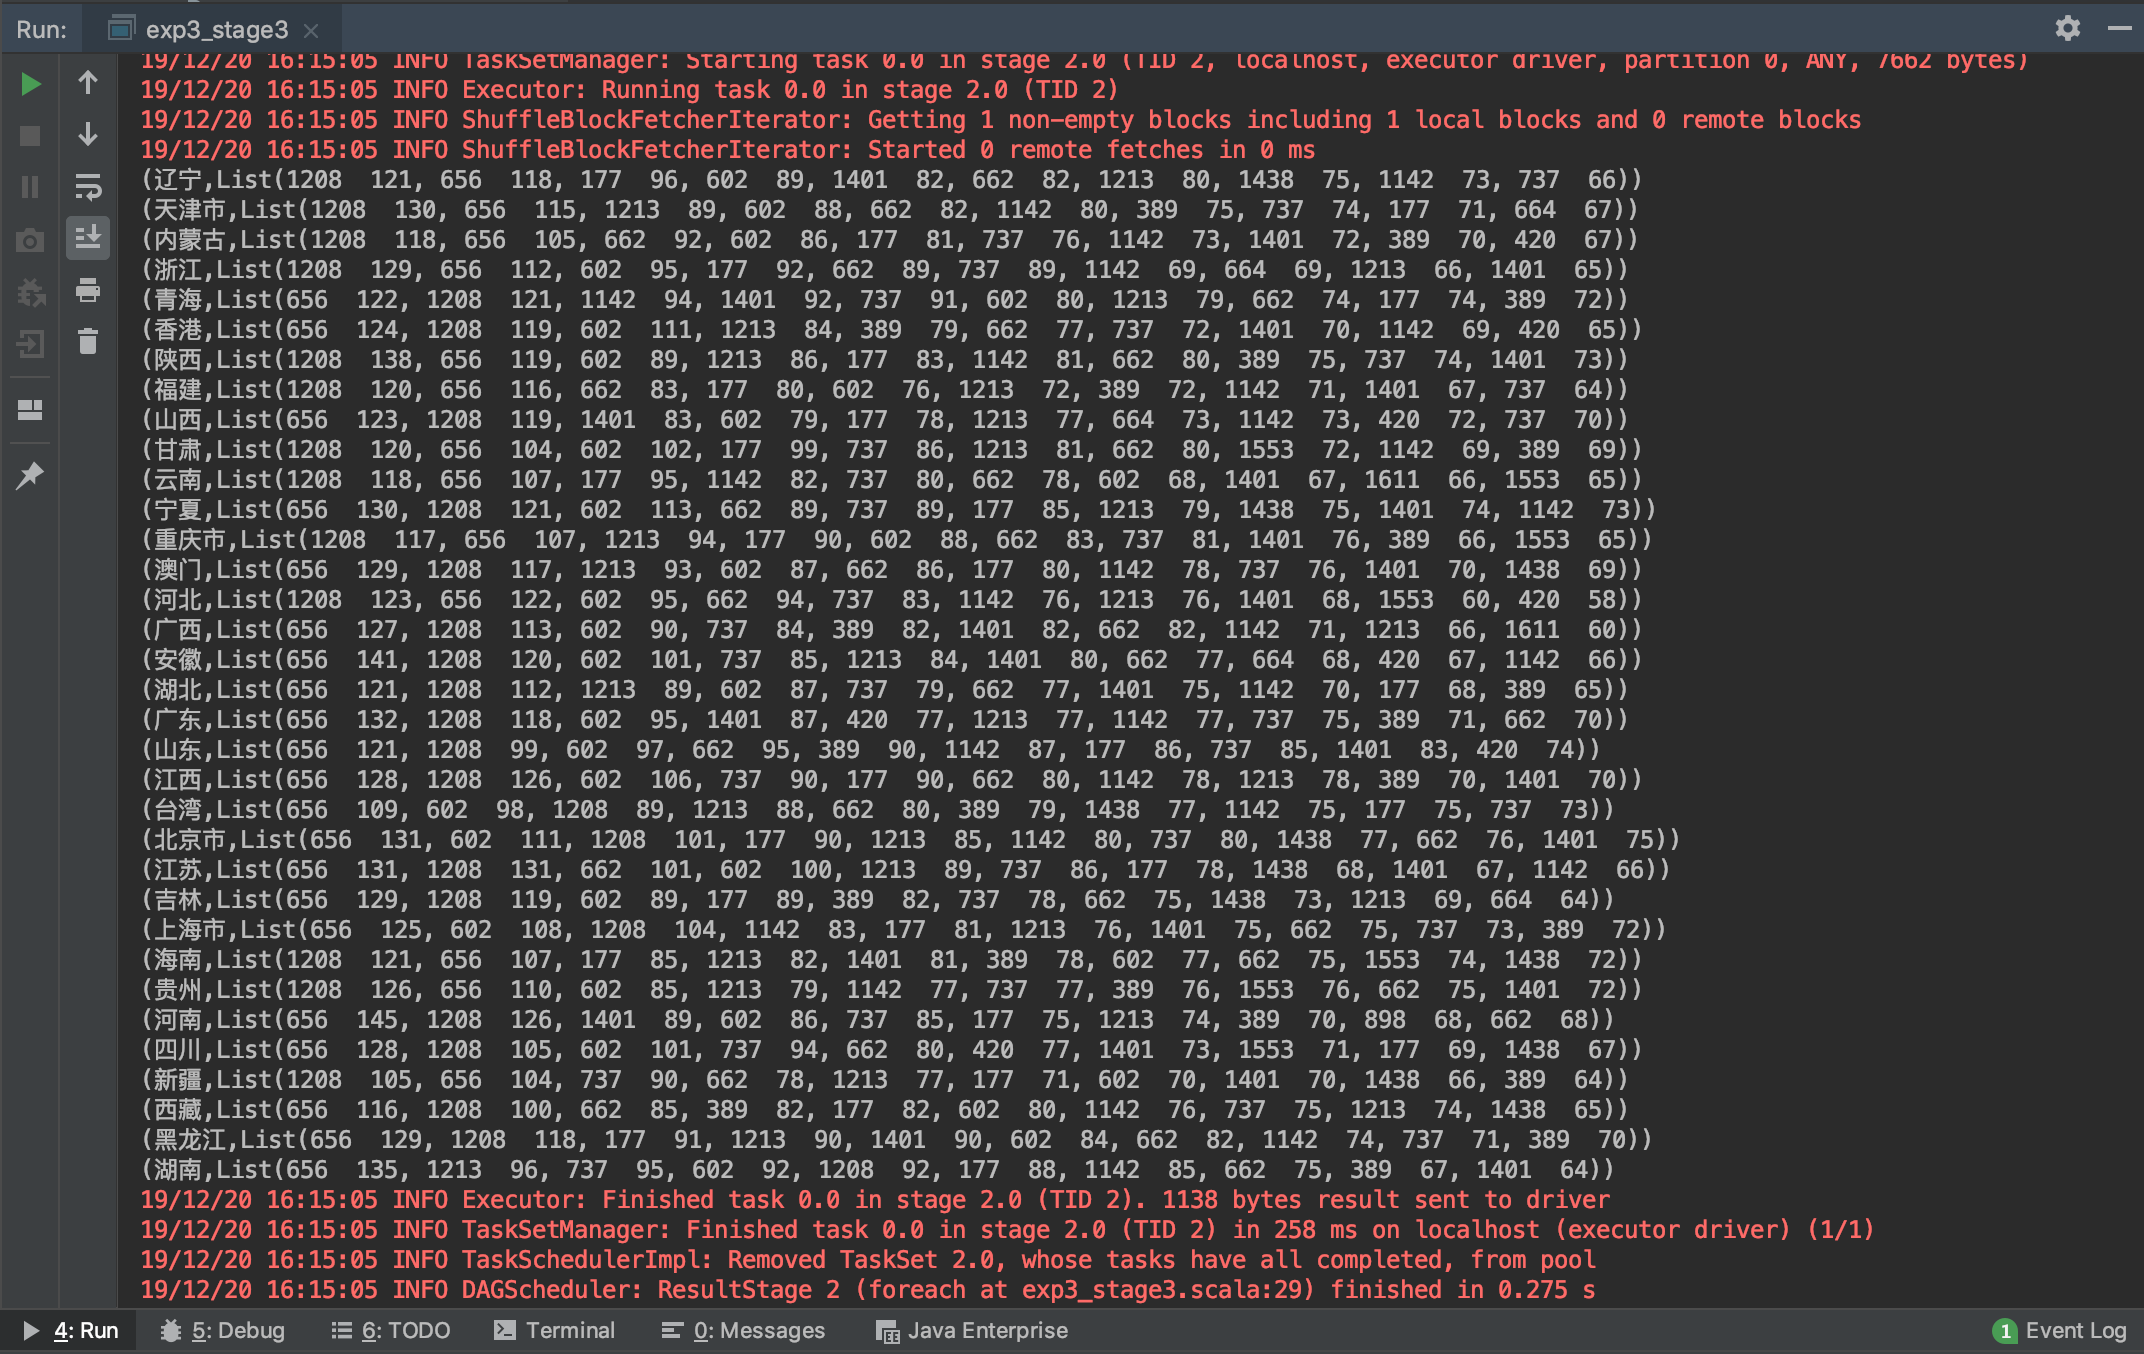 Run: exp3_stage3
19/12/20 16:15:05 INFO TaskSetManager: Starting task 0.0 in stage 2.0 (TID 2, localhost, executor driver, partition 0, ANY, 7662 bytes)
19/12/20 16:15:05 INFO Executor: Running task 0.0 in stage 2.0 (TID 2)
19/12/20 16:15:05 INFO ShuffleBlockFetcherIterator: Getting 1 non-empty blocks including 1 local blocks and 0 remote blocks
19/12/20 16:15:05 INFO ShuffleBlockFetcherIterator: Started 0 remote fetches in 0 ms
(辽宁,List(1208  121, 656  118, 177  96, 602  89, 1401  82, 662  82, 1213  80, 1438  75, 1142  73, 737  66))
(天津市,List(1208  130, 656  115, 1213  89, 602  88, 662  82, 1142  80, 389  75, 737  74, 177  71, 664  67))
(内蒙古,List(1208  118, 656  105, 662  92, 602  86, 177  81, 737  76, 1142  73, 1401  72, 389  70, 420  67))
(浙江,List(1208  129, 656  112, 602  95, 177  92, 662  89, 737  89, 1142  69, 664  69, 1213  66, 1401  65))
(青海,List(656  122, 1208  121, 1142  94, 1401  92, 737  91, 602  80, 1213  79, 662  74, 177  74, 389  72))
(香港,List(656  124, 1208  119, 602  111, 1213  84, 389  79, 662  77, 737  72, 1401  70, 1142  69, 420  65))
(陕西,List(1208  138, 656  119, 602  89, 1213  86, 177  83, 1142  81, 662  80, 389  75, 737  74, 1401  73))
(福建,List(1208  120, 656  116, 662  83, 177  80, 602  76, 1213  72, 389  72, 1142  71, 1401  67, 737  64))
(山西,List(656  123, 1208  119, 1401  83, 602  79, 177  78, 1213  77, 664  73, 1142  73, 420  72, 737  70))
(甘肃,List(1208  120, 656  104, 602  102, 177  99, 737  86, 1213  81, 662  80, 1553  72, 1142  69, 389  69))
(云南,List(1208  118, 656  107, 177  95, 1142  82, 737  80, 662  78, 602  68, 1401  67, 1611  66, 1553  65))
(宁夏,List(656  130, 1208  121, 602  113, 662  89, 737  89, 177  85, 1213  79, 1438  75, 1401  74, 1142  73))
(重庆市,List(1208  117, 656  107, 1213  94, 177  90, 602  88, 662  83, 737  81, 1401  76, 389  66, 1553  65))
(澳门,List(656  129, 1208  117, 1213  93, 602  87, 662  86, 177  80, 1142  78, 737  76, 1401  70, 1438  69))
(河北,List(1208  123, 656  122, 602  95, 662  94, 737  83, 1142  76, 1213  76, 1401  68, 1553  60, 420  58))
(广西,List(656  127, 1208  113, 602  90, 737  84, 389  82, 1401  82, 662  82, 1142  71, 1213  66, 1611  60))
(安徽,List(656  141, 1208  120, 602  101, 737  85, 1213  84, 1401  80, 662  77, 664  68, 420  67, 1142  66))
(湖北,List(656  121, 1208  112, 1213  89, 602  87, 737  79, 662  77, 1401  75, 1142  70, 177  68, 389  65))
(广东,List(656  132, 1208  118, 602  95, 1401  87, 420  77, 1213  77, 1142  77, 737  75, 389  71, 662  70))
(山东,List(656  121, 1208  99, 602  97, 662  95, 389  90, 1142  87, 177  86, 737  85, 1401  83, 420  74))
(江西,List(656  128, 1208  126, 602  106, 737  90, 177  90, 662  80, 1142  78, 1213  78, 389  70, 1401  70))
(台湾,List(656  109, 602  98, 1208  89, 1213  88, 662  80, 389  79, 1438  77, 1142  75, 177  75, 737  73))
(北京市,List(656  131, 602  111, 1208  101, 177  90, 1213  85, 1142  80, 737  80, 1438  77, 662  76, 1401  75))
(江苏,List(656  131, 1208  131, 662  101, 602  100, 1213  89, 737  86, 177  78, 1438  68, 1401  67, 1142  66))
(吉林,List(656  129, 1208  119, 602  89, 177  89, 389  82, 737  78, 662  75, 1438  73, 1213  69, 664  64))
(上海市,List(656  125, 602  108, 1208  104, 1142  83, 177  81, 1213  76, 1401  75, 662  75, 737  73, 389  72))
(海南,List(1208  121, 656  107, 177  85, 1213  82, 1401  81, 389  78, 602  77, 662  75, 1553  74, 1438  72))
(贵州,List(1208  126, 656  110, 602  85, 1213  79, 1142  77, 737  77, 389  76, 1553  76, 662  75, 1401  72))
(河南,List(656  145, 1208  126, 1401  89, 602  86, 737  85, 177  75, 1213  74, 389  70, 898  68, 662  68))
(四川,List(656  128, 1208  105, 602  101, 737  94, 662  80, 420  77, 1401  73, 1553  71, 177  69, 1438  67))
(新疆,List(1208  105, 656  104, 737  90, 662  78, 1213  77, 177  71, 602  70, 1401  70, 1438  66, 389  64))
(西藏,List(656  116, 1208  100, 662  85, 389  82, 177  82, 602  80, 1142  76, 737  75, 1213  74, 1438  65))
(黑龙江,List(656  129, 1208  118, 177  91, 1213  90, 1401  90, 602  84, 662  82, 1142  74, 737  71, 389  70))
(湖南,List(656  135, 1213  96, 737  95, 602  92, 1208  92, 177  88, 1142  85, 662  75, 389  67, 1401  64))
19/12/20 16:15:05 INFO Executor: Finished task 0.0 in stage 2.0 (TID 2). 1138 bytes result sent to driver
19/12/20 16:15:05 INFO TaskSetManager: Finished task 0.0 in stage 2.0 (TID 2) in 258 ms on localhost (executor driver) (1/1)
19/12/20 16:15:05 INFO TaskSchedulerImpl: Removed TaskSet 2.0, whose tasks have all completed, from pool
19/12/20 16:15:05 INFO DAGScheduler: ResultStage 2 (foreach at exp3_stage3.scala:29) finished in 0.275 s
4: Run 5: Debug 6: TODO Terminal 0: Messages Java Enterprise 1 Event Log